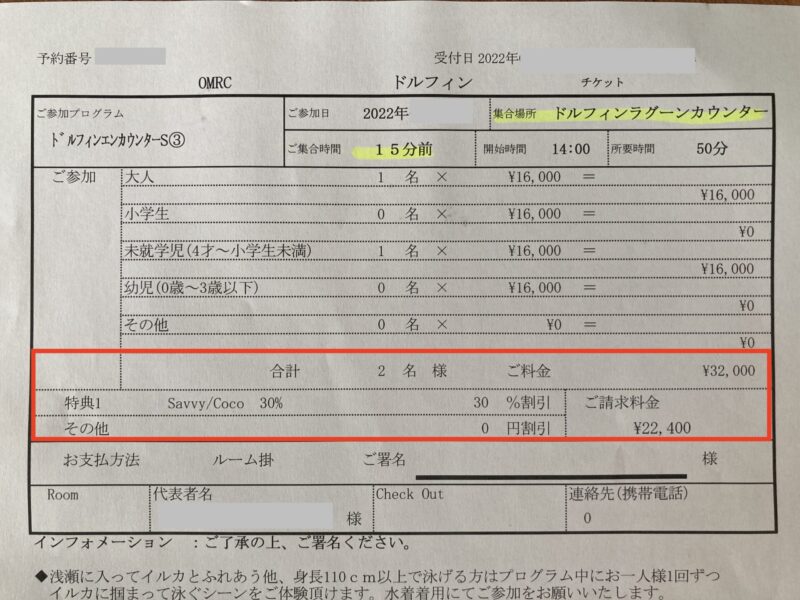 予約番号 受付日 2022年
OMRC ドルフィン チケット
ご参加プログラム ご参加日 2022年 集合場所 ドルフィンラグーンカウンター
ﾄﾞﾙﾌｨﾝｴﾝｶｳﾝﾀｰS③ ご集合時間 15分前 開始時間 14:00 所要時間 50分
ご参加 大人 1 名 × ¥16,000 =
¥16,000
小学生 0 名 × ¥16,000 =
¥0
未就学児(4才～小学生未満) 1 名 × ¥16,000 =
¥16,000
幼児(0歳～3歳以下) 0 名 × ¥16,000 =
¥0
その他 0 名 × ¥0 =
¥0
合計 2 名 様 ご料金 ¥32,000
特典1 Savvy/Coco 30% 30 %割引 ご請求料金
その他 0 円割引 ¥22,400
お支払方法 ルーム掛 ご署名 様
Room 代表者名 Check Out 連絡先(携帯電話)
様 0
インフォメーション :ご了承の上、ご署名ください。
◆浅瀬に入ってイルカとふれあう他、身長110cm以上で泳げる方はプログラム中にお一人様1回ずつ
イルカに掴まって泳ぐシーンをご体験頂けます。水着着用にてご参加をお願いいたします。